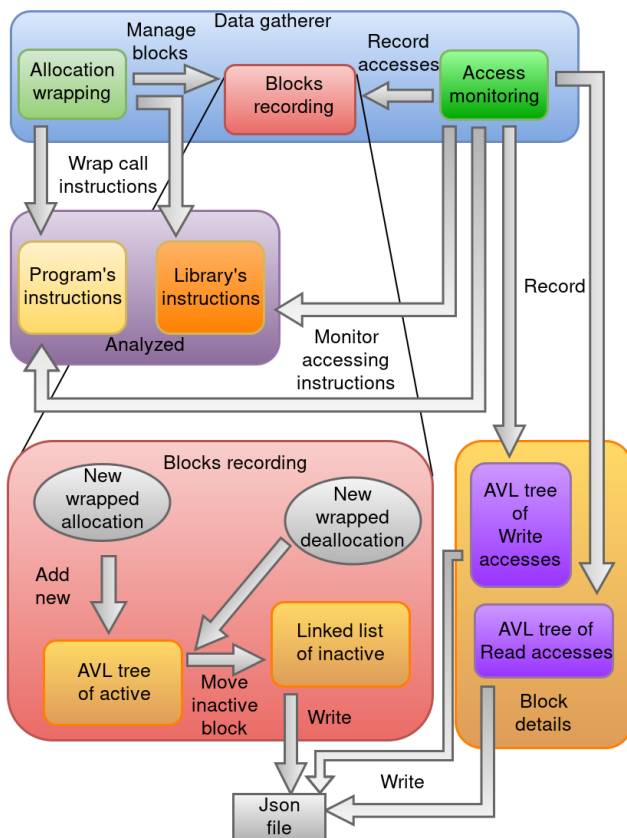 Data gatherer
Manage
blocks
Record
accesses
Allocation
wrapping
Blocks
recording
Access
monitoring
Wrap call
instructions
Program's
instructions
Library's
instructions
Analyzed
Record
Monitor
accessing
instructions
Blocks recording
New
wrapped
allocation
New
wrapped
deallocation
AVL tree
of
Write
accesses
Add
new
AVL tree
of active
Linked list
of inactive
Move
inactive
block
AVL tree of
Read accesses
Write
Block
details
Write
Json
file